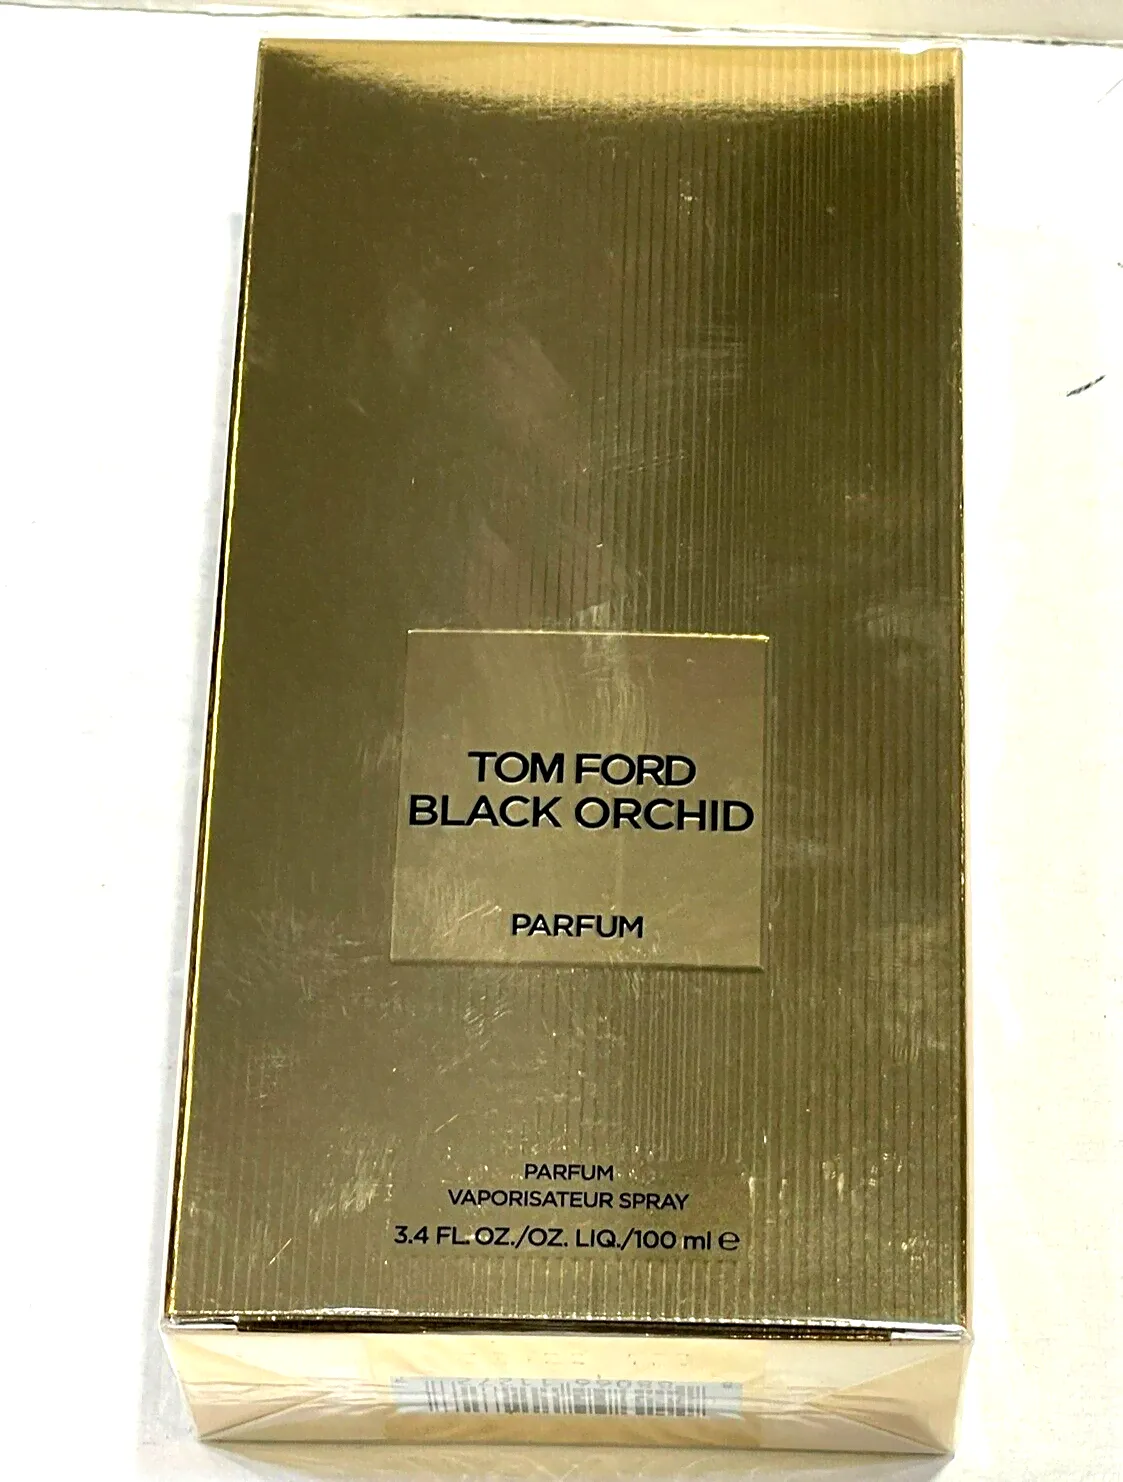 TOM FORD
BLACK ORCHID
PARFUM
PARFUM
VAPORISATEUR SPRAY
3.4 FL. OZ./OZ. LIQ./100 ml ℮